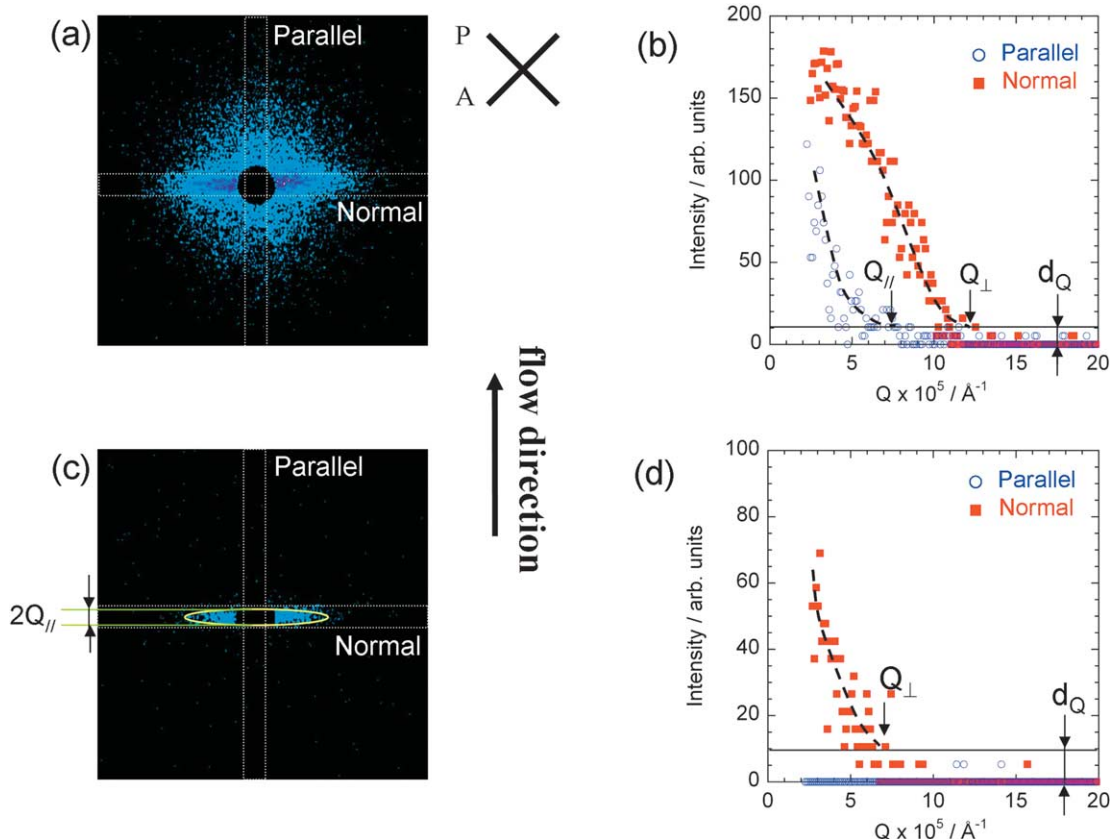 (a)
Parallel
Normal
P
A
(b)
200
150
100
50
0
Intensity / arb. units
Parallel
Normal
Q//
Q⊥
dQ
0 5 10 15 20
Q x 10⁵ / Å⁻¹
flow direction
(c)
Parallel
Normal
2Q//
(d)
100
80
60
40
20
0
Intensity / arb. units
Parallel
Normal
Q⊥
dQ
0 5 10 15 20
Q x 10⁵ / Å⁻¹